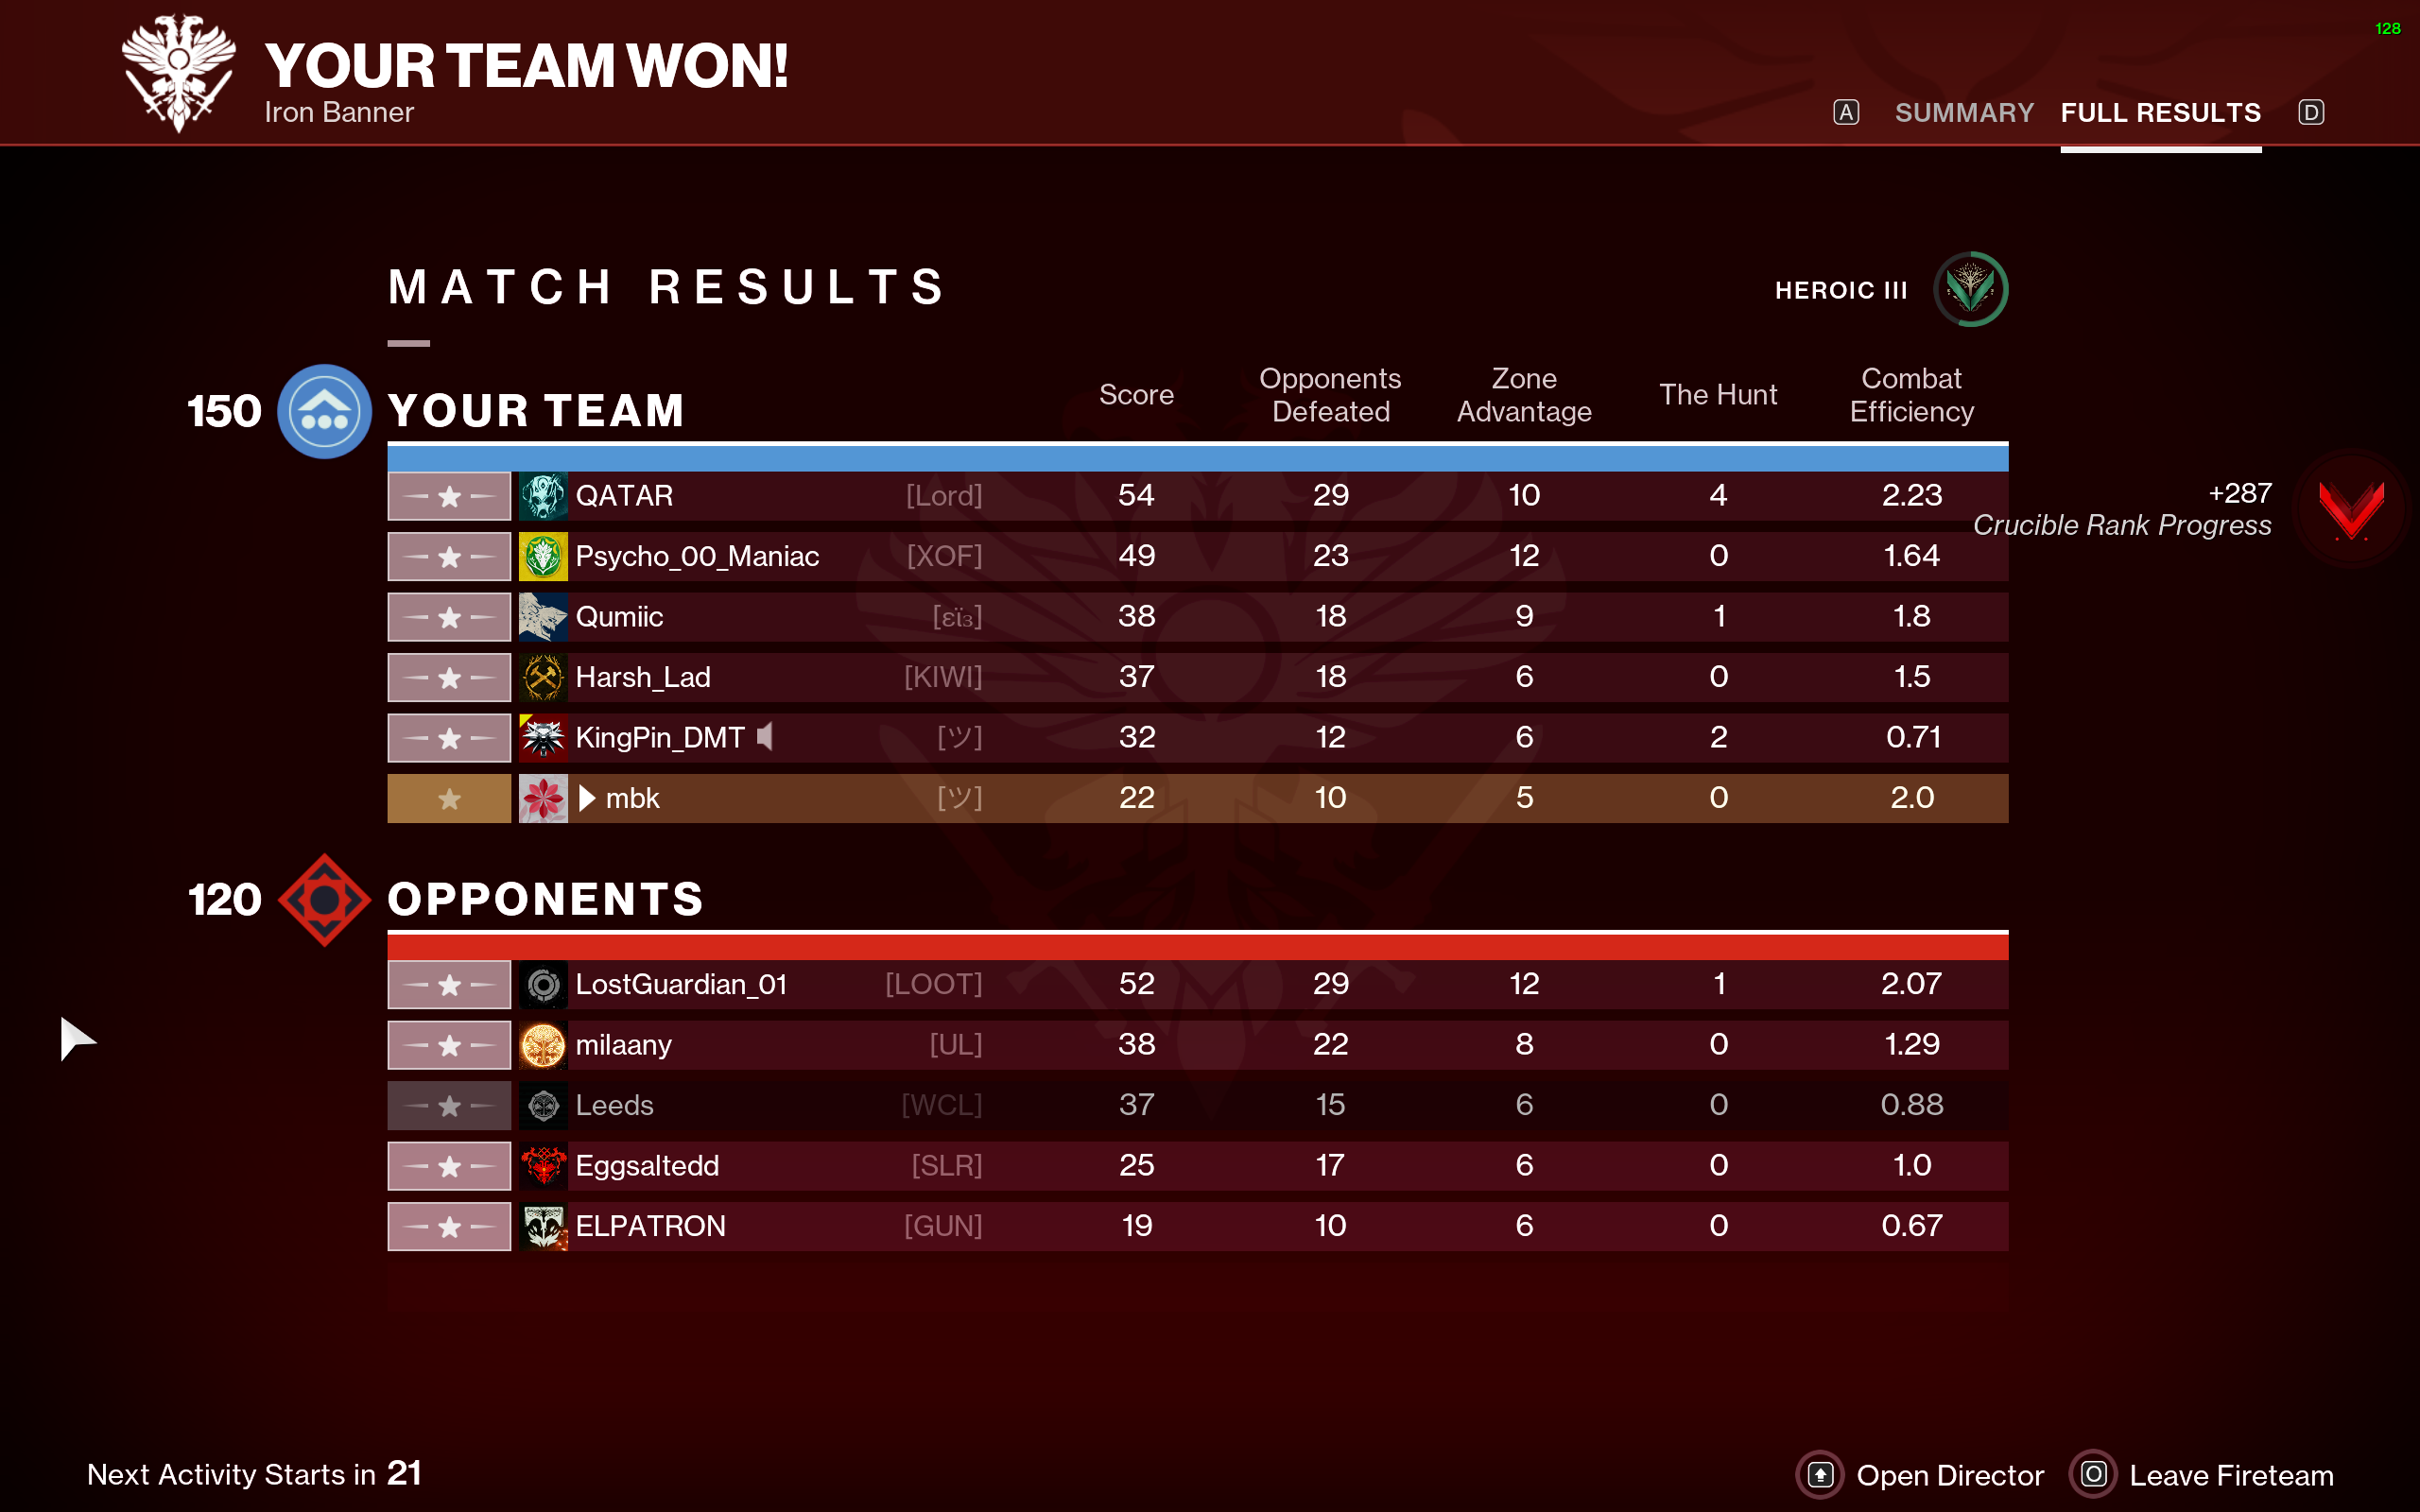 128
YOUR TEAM WON!
Iron Banner
A SUMMARY FULL RESULTS D
MATCH RESULTS
HEROIC III
150 YOUR TEAM
Score Opponents Defeated Zone Advantage The Hunt Combat Efficiency
QATAR [Lord] 54 29 10 4 2.23
+287
Crucible Rank Progress
Psycho_00_Maniac [XOF] 49 23 12 0 1.64
Qumiic [εϊз] 38 18 9 1 1.8
Harsh_Lad [KIWI] 37 18 6 0 1.5
KingPin_DMT [ツ] 32 12 6 2 0.71
mbk [ツ] 22 10 5 0 2.0
120 OPPONENTS
LostGuardian_01 [LOOT] 52 29 12 1 2.07
milaany [UL] 38 22 8 0 1.29
Leeds [WCL] 37 15 6 0 0.88
Eggsaltedd [SLR] 25 17 6 0 1.0
ELPATRON [GUN] 19 10 6 0 0.67
Next Activity Starts in 21
Open Director O Leave Fireteam